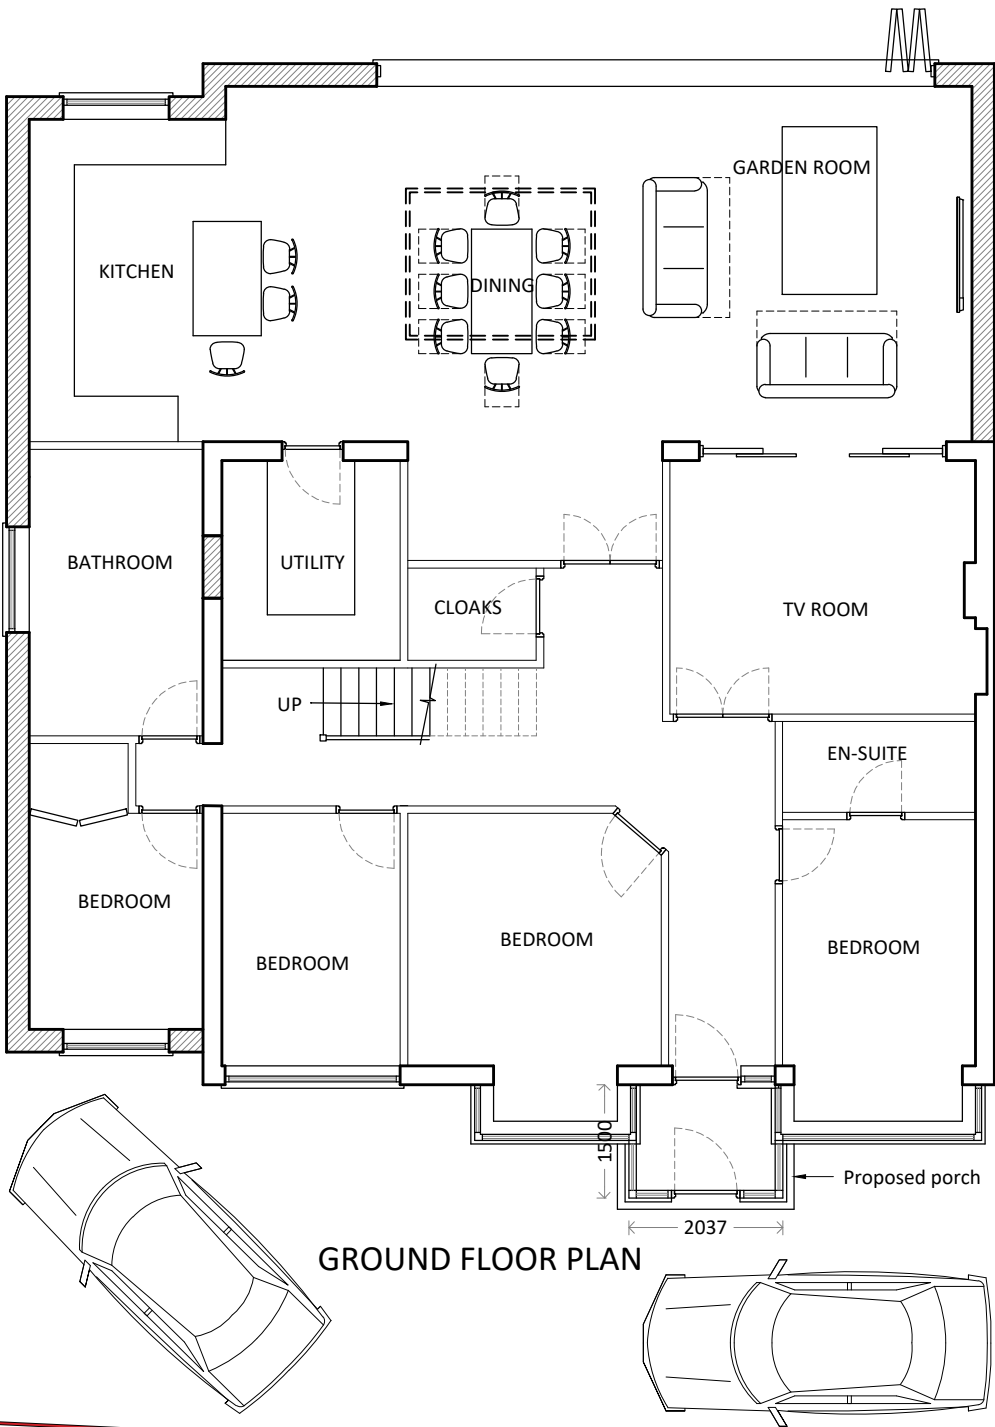 GARDEN ROOM
KITCHEN
DINING
BATHROOM
UTILITY
CLOAKS
TV ROOM
UP
EN-SUITE
BEDROOM
BEDROOM
BEDROOM
BEDROOM
1500
Proposed porch
2037
GROUND FLOOR PLAN